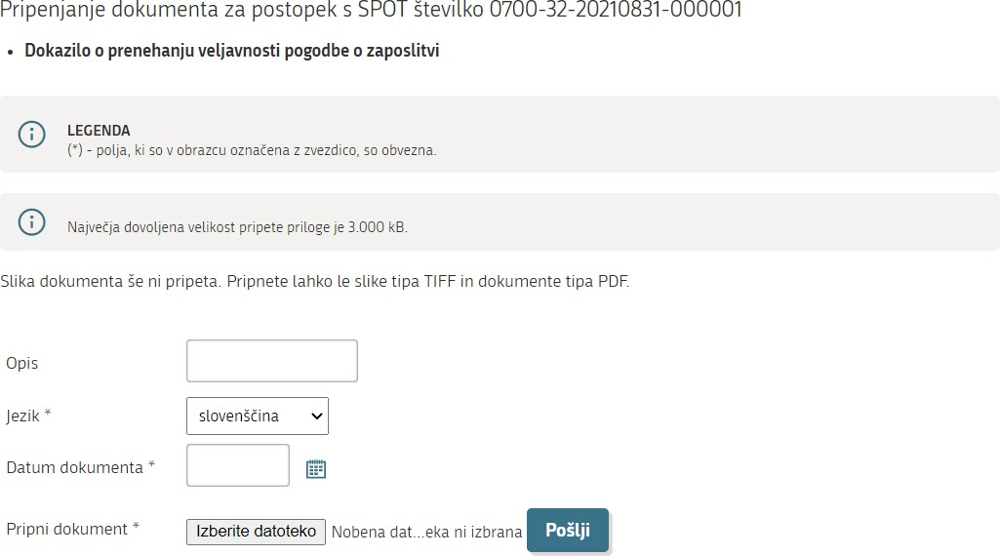 Pripenjanje dokumenta za postopek s SPOT številko 0700-32-20210831-000001
• Dokazilo o prenehanju veljavnosti pogodbe o zaposlitvi
LEGENDA
(*) - polja, ki so v obrazcu označena z zvezdico, so obvezna.
Največja dovoljena velikost pripete priloge je 3.000 kB.
Slika dokumenta še ni pripeta. Pripnete lahko le slike tipa TIFF in dokumente tipa PDF.
Opis
Jezik * slovenščina
Datum dokumenta *
Pripni dokument * Izberite datoteko Nobena dat...eka ni izbrana Pošlji